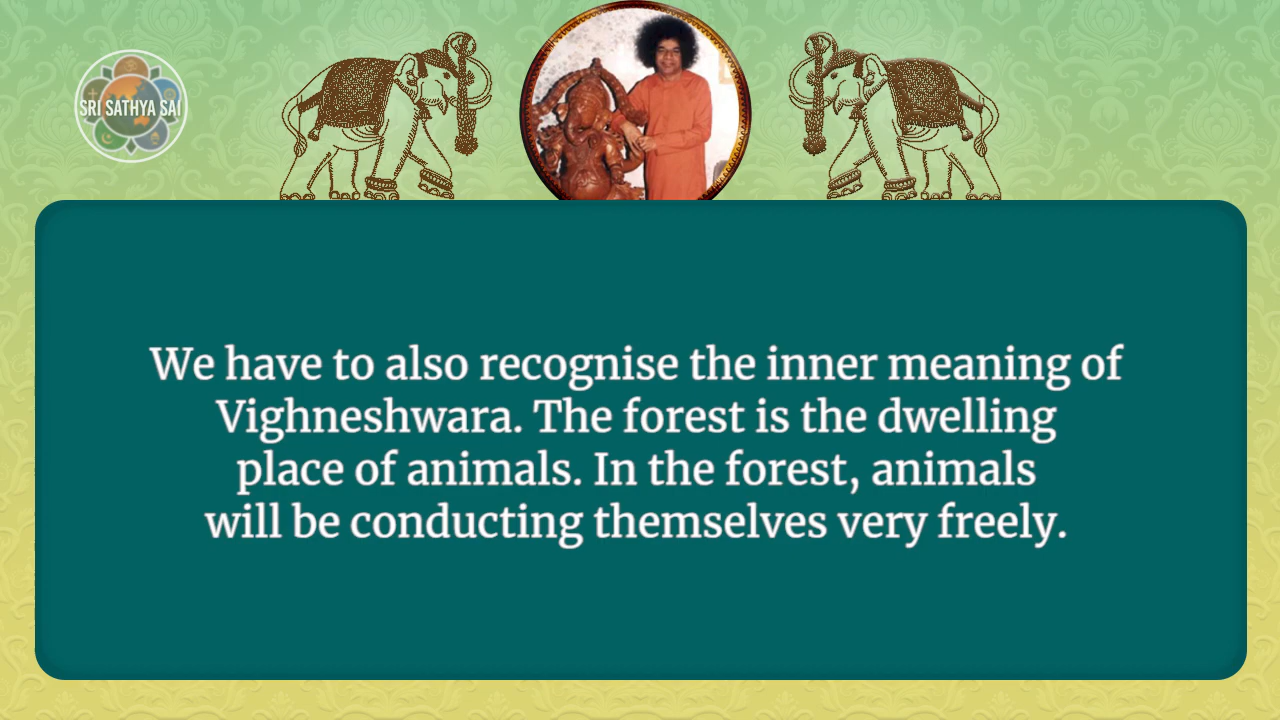 SRI SATHYA SAI
We have to also recognise the inner meaning of
Vighneshwara. The forest is the dwelling
place of animals. In the forest, animals
will be conducting themselves very freely.